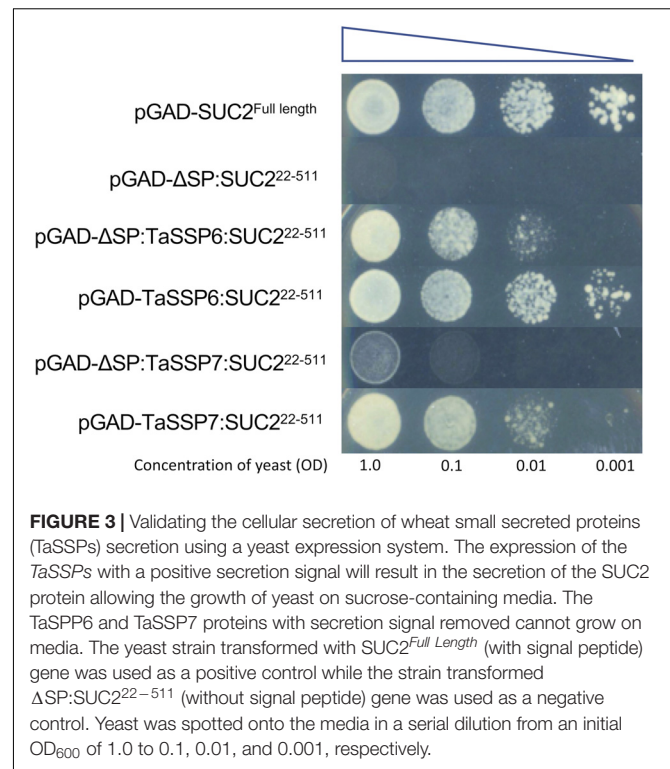 pGAD-SUC2Full length
pGAD-ΔSP:SUC222-511
pGAD-ΔSP:TaSSP6:SUC222-511
pGAD-TaSSP6:SUC222-511
pGAD-ΔSP:TaSSP7:SUC222-511
pGAD-TaSSP7:SUC222-511
Concentration of yeast (OD) 1.0 0.1 0.01 0.001
FIGURE 3 | Validating the cellular secretion of wheat small secreted proteins
(TaSSPs) secretion using a yeast expression system. The expression of the
TaSSPs with a positive secretion signal will result in the secretion of the SUC2
protein allowing the growth of yeast on sucrose-containing media. The
TaSPP6 and TaSSP7 proteins with secretion signal removed cannot grow on
media. The yeast strain transformed with SUC2Full Length (with signal peptide)
gene was used as a positive control while the strain transformed
ΔSP:SUC222−511 (without signal peptide) gene was used as a negative
control. Yeast was spotted onto the media in a serial dilution from an initial
OD600 of 1.0 to 0.1, 0.01, and 0.001, respectively.